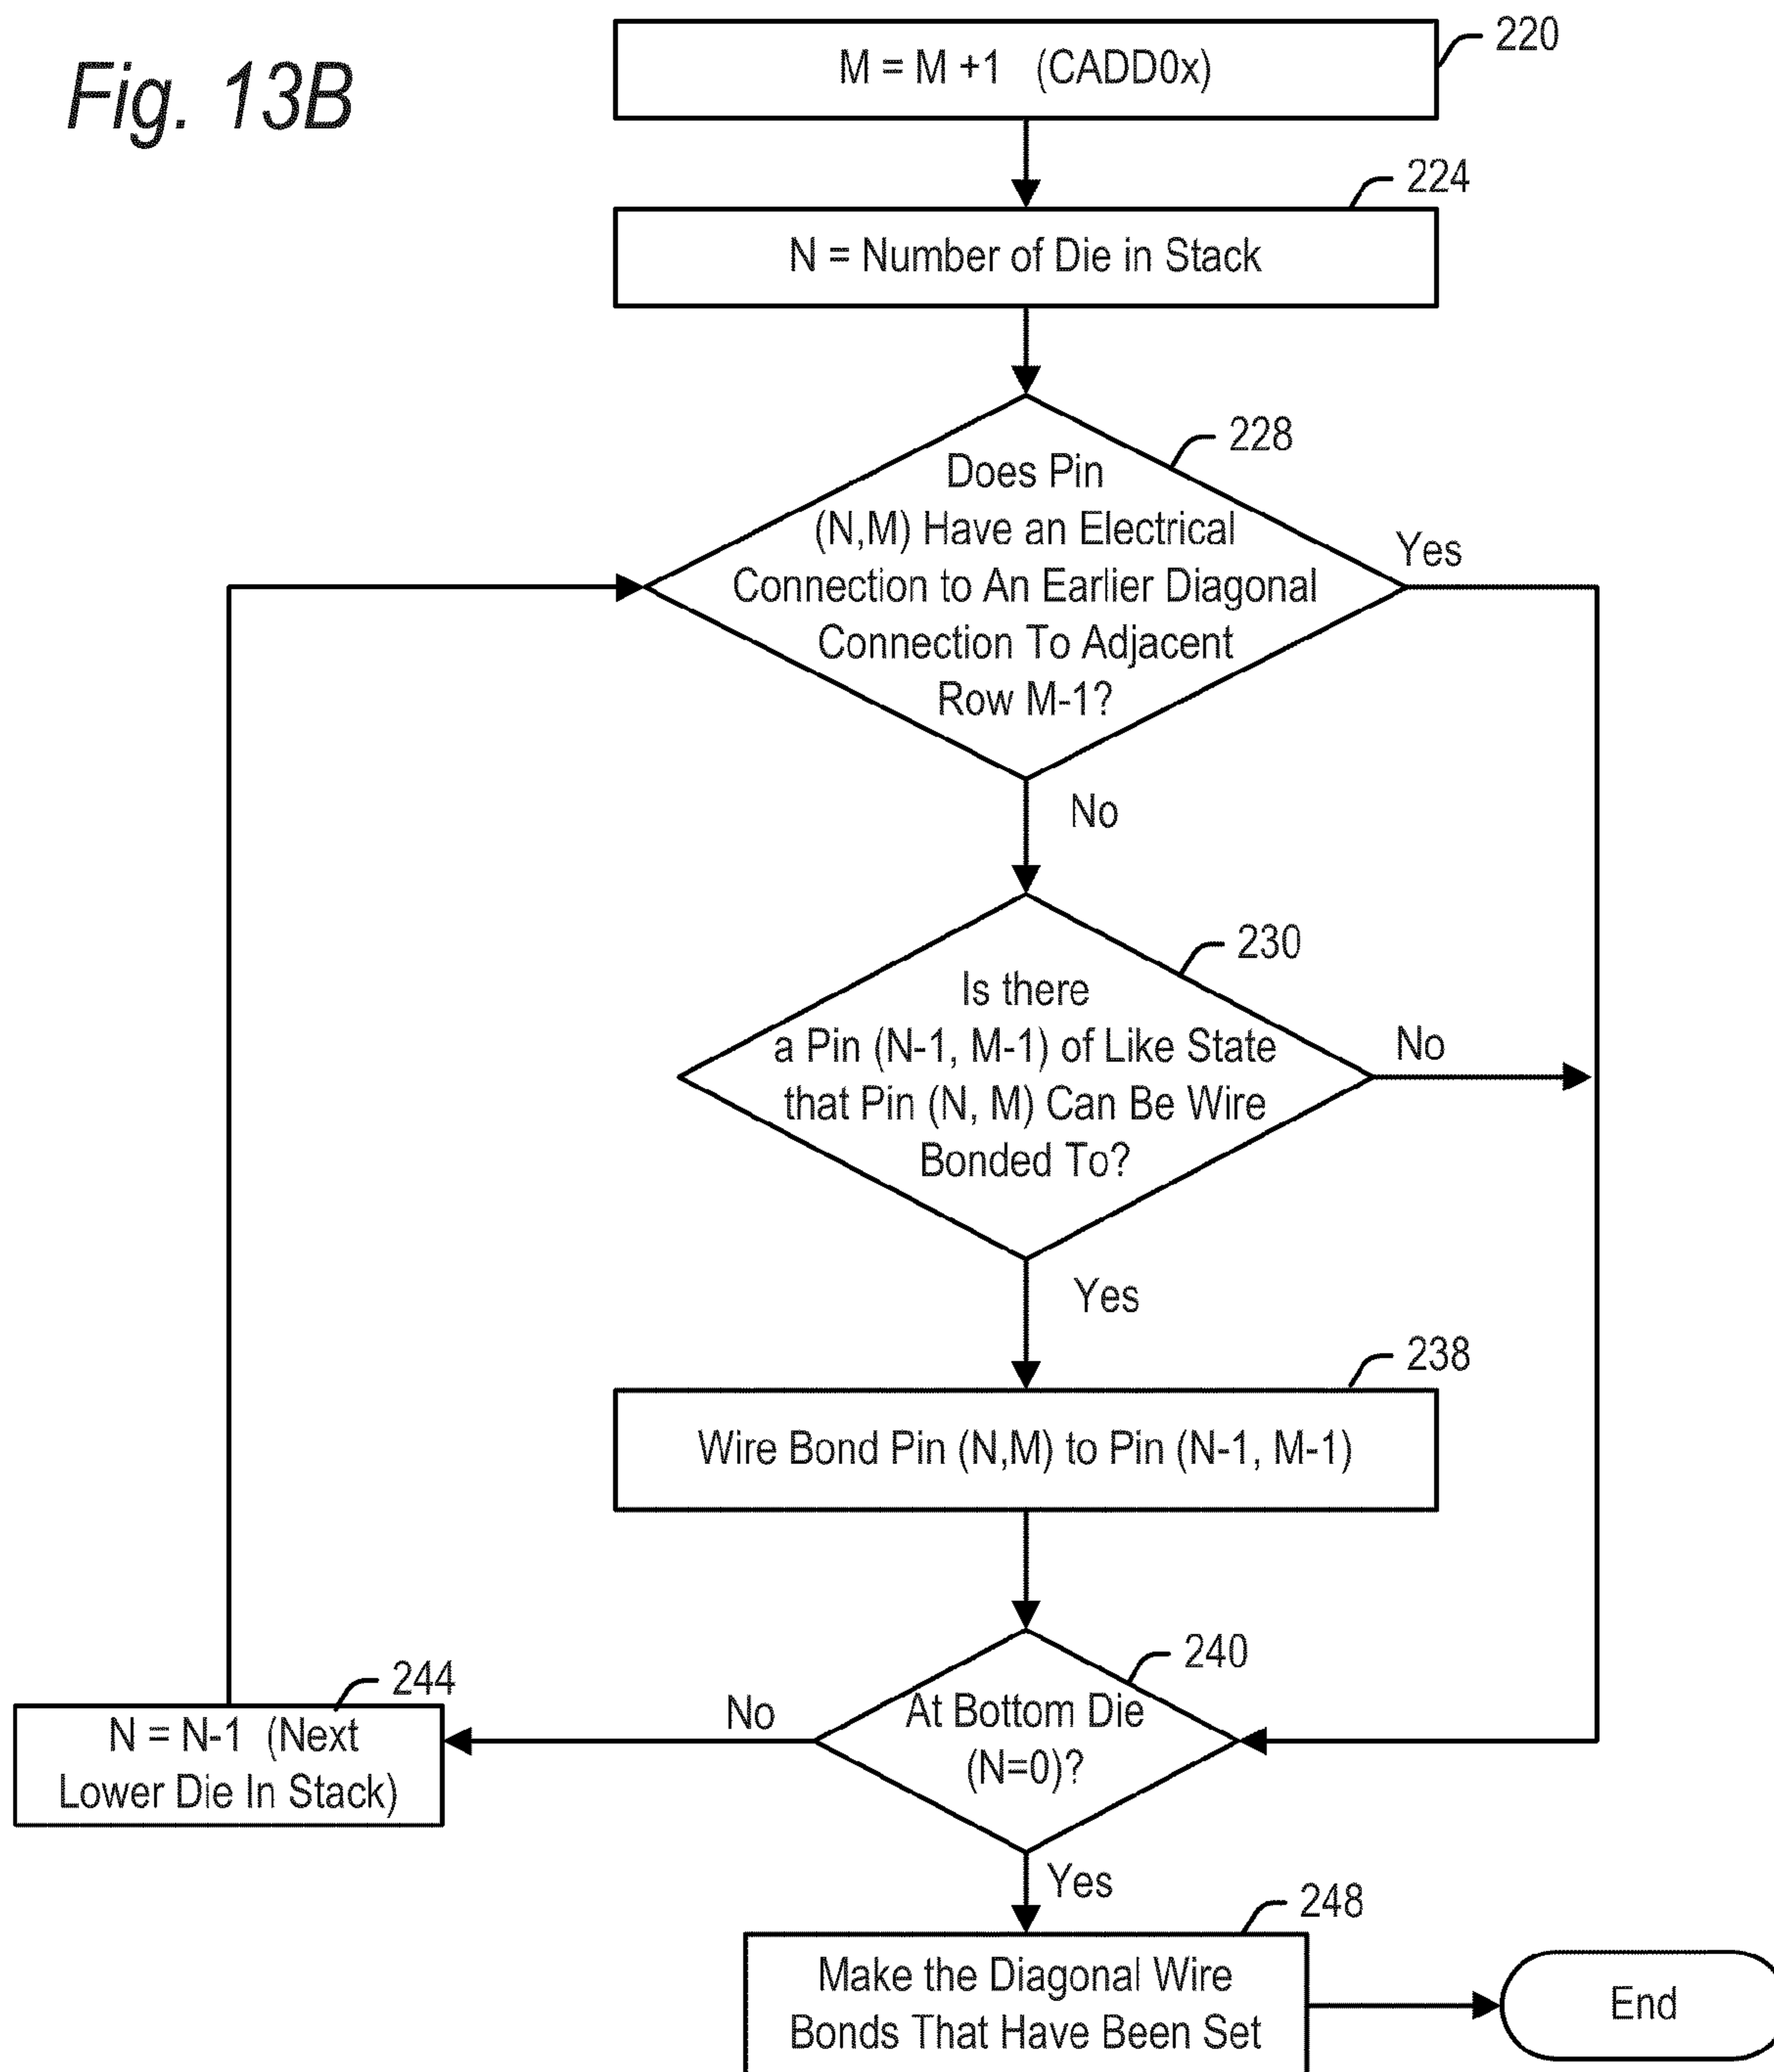 Fig. 13B
M = M +1 (CADD0x)
220
224
N = Number of Die in Stack
228
Does Pin
(N,M) Have an Electrical
Connection to An Earlier Diagonal
Connection To Adjacent
Row M-1?
Yes
No
230
Is there
a Pin (N-1, M-1) of Like State
that Pin (N, M) Can Be Wire
Bonded To?
No
Yes
238
Wire Bond Pin (N,M) to Pin (N-1, M-1)
240
At Bottom Die
(N=0)?
No
244
N = N-1 (Next
Lower Die In Stack)
Yes
248
Make the Diagonal Wire
Bonds That Have Been Set
End